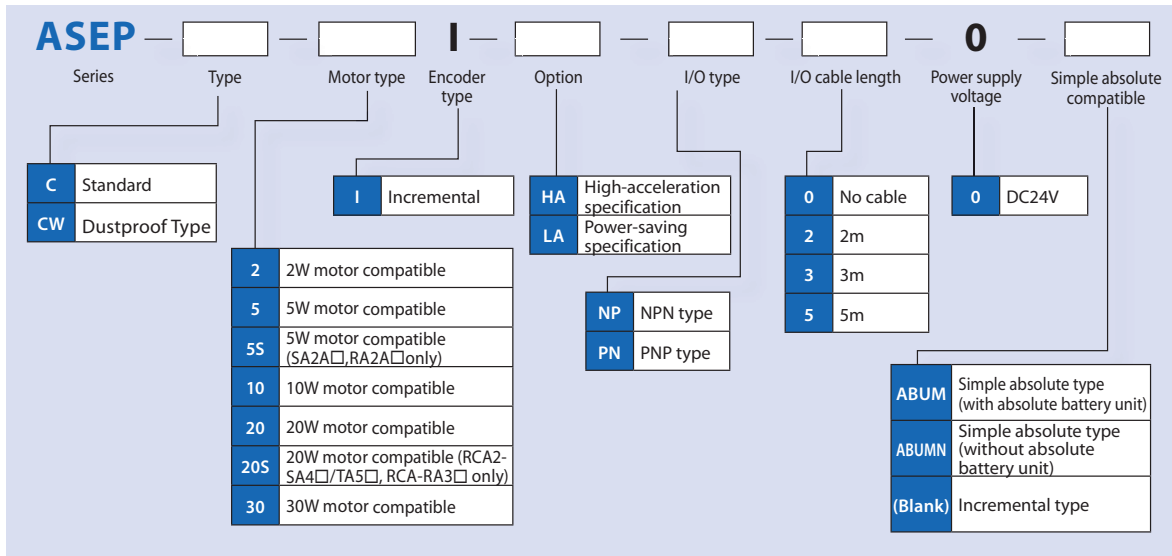 ASEP — — I — — — — 0 —
Series Type Motor type Encoder type Option I/O type I/O cable length Power supply voltage Simple absolute compatible
C Standard
CW Dustproof Type
I Incremental
HA High-acceleration specification
LA Power-saving specification
0 No cable
2 2m
3 3m
5 5m
0 DC24V
2 2W motor compatible
5 5W motor compatible
5S 5W motor compatible
(SA2A□,RA2A□only)
10 10W motor compatible
20 20W motor compatible
20S 20W motor compatible (RCA2-
SA4□/TA5□, RCA-RA3□ only)
30 30W motor compatible
NP NPN type
PN PNP type
ABUM Simple absolute type
(with absolute battery unit)
ABUMN Simple absolute type
(without absolute
battery unit)
(Blank) Incremental type